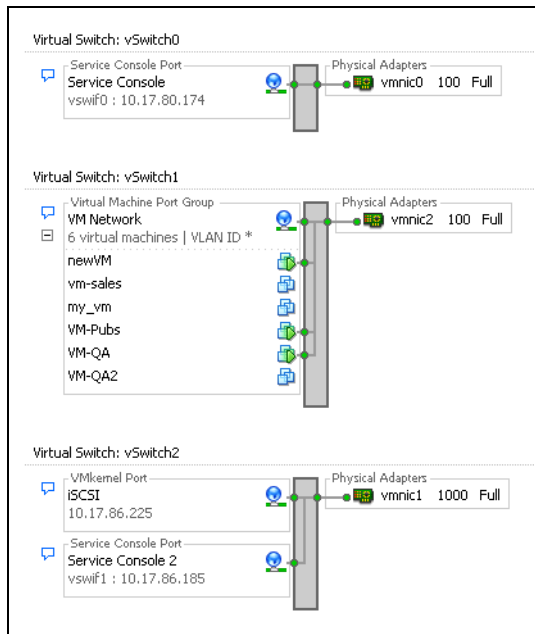 Virtual Switch: vSwitch0
Service Console Port
Physical Adapters
Service Console
vmnic0 100 Full
vswif0 : 10.17.80.174
Virtual Switch: vSwitch1
Virtual Machine Port Group
Physical Adapters
VM Network
vmnic2 100 Full
6 virtual machines | VLAN ID *
newVM
vm-sales
my_vm
VM-Pubs
VM-QA
VM-QA2
Virtual Switch: vSwitch2
VMkernel Port
Physical Adapters
iSCSI
vmnic1 1000 Full
10.17.86.225
Service Console Port
Service Console 2
vswif1 : 10.17.86.185